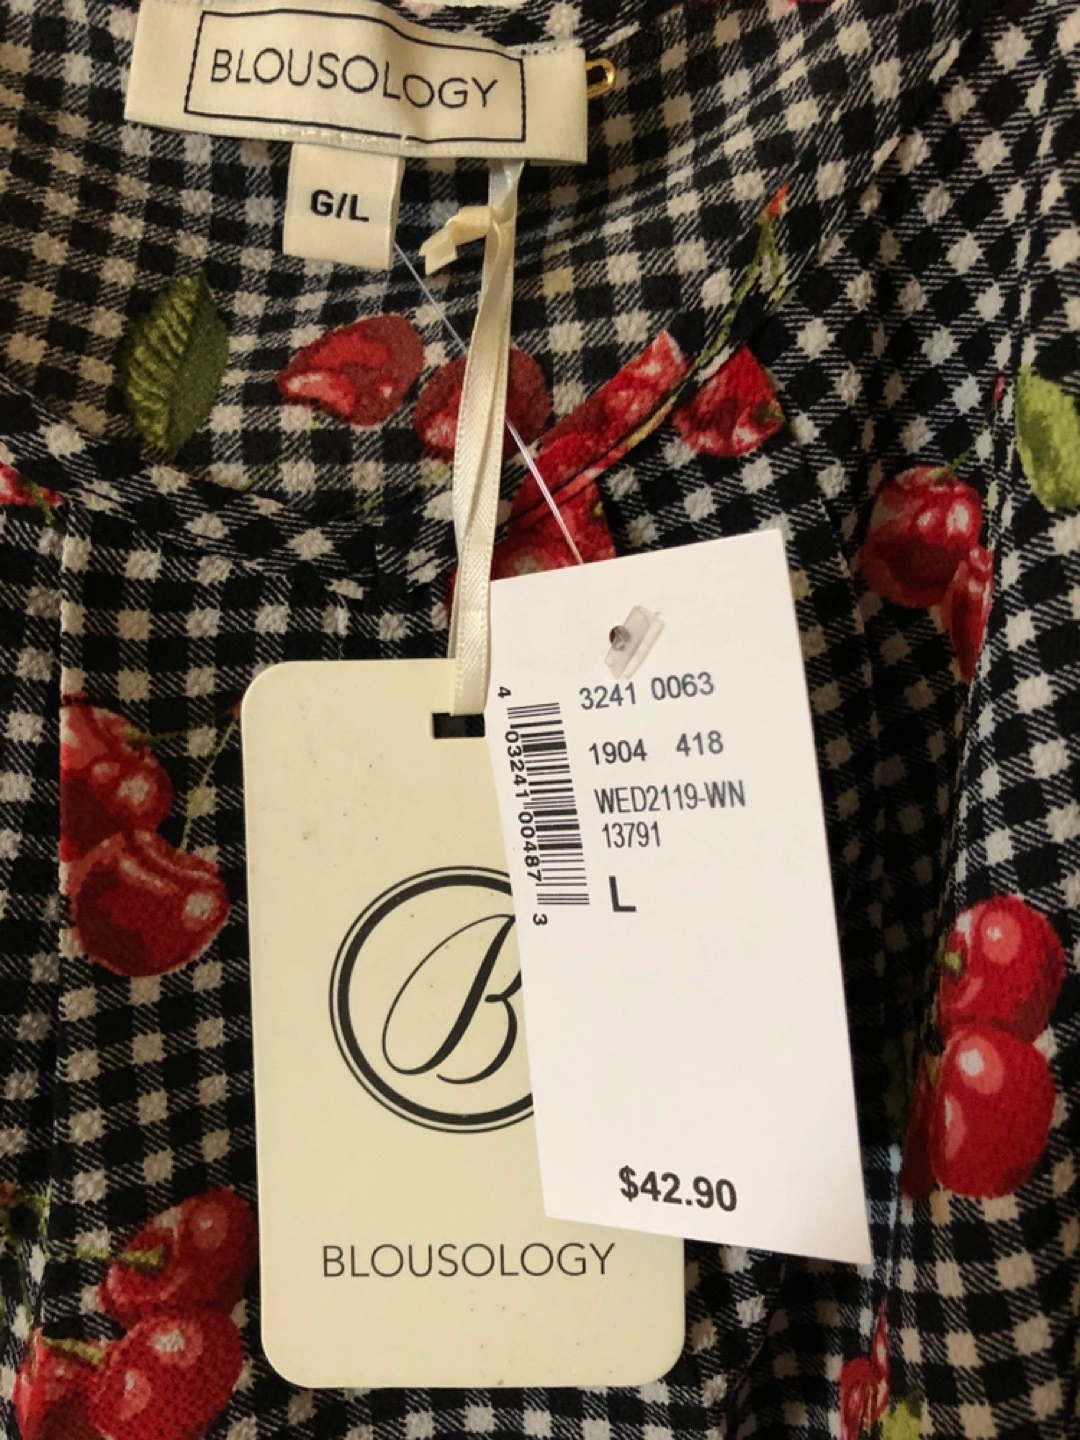 BLOUSOLOGY
G/L
3241 0063
1904 418
WED2119-WN
13791
L
4 03241 00487 3
$42.90
B
BLOUSOLOGY